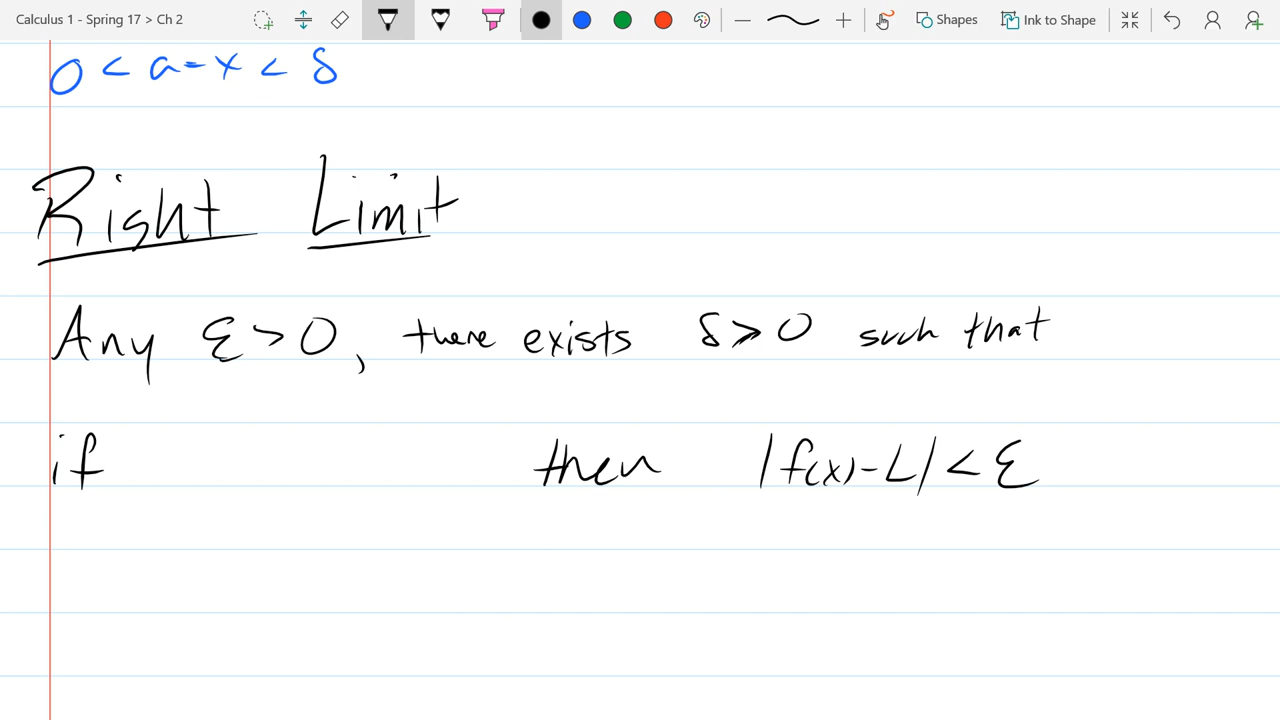 Calculus 1 - Spring 17 > Ch 2
Shapes
Ink to Shape
0 < a - x < δ
Right Limit
Any ε > 0, there exists δ > 0 such that
if then |f(x) - L| < ε